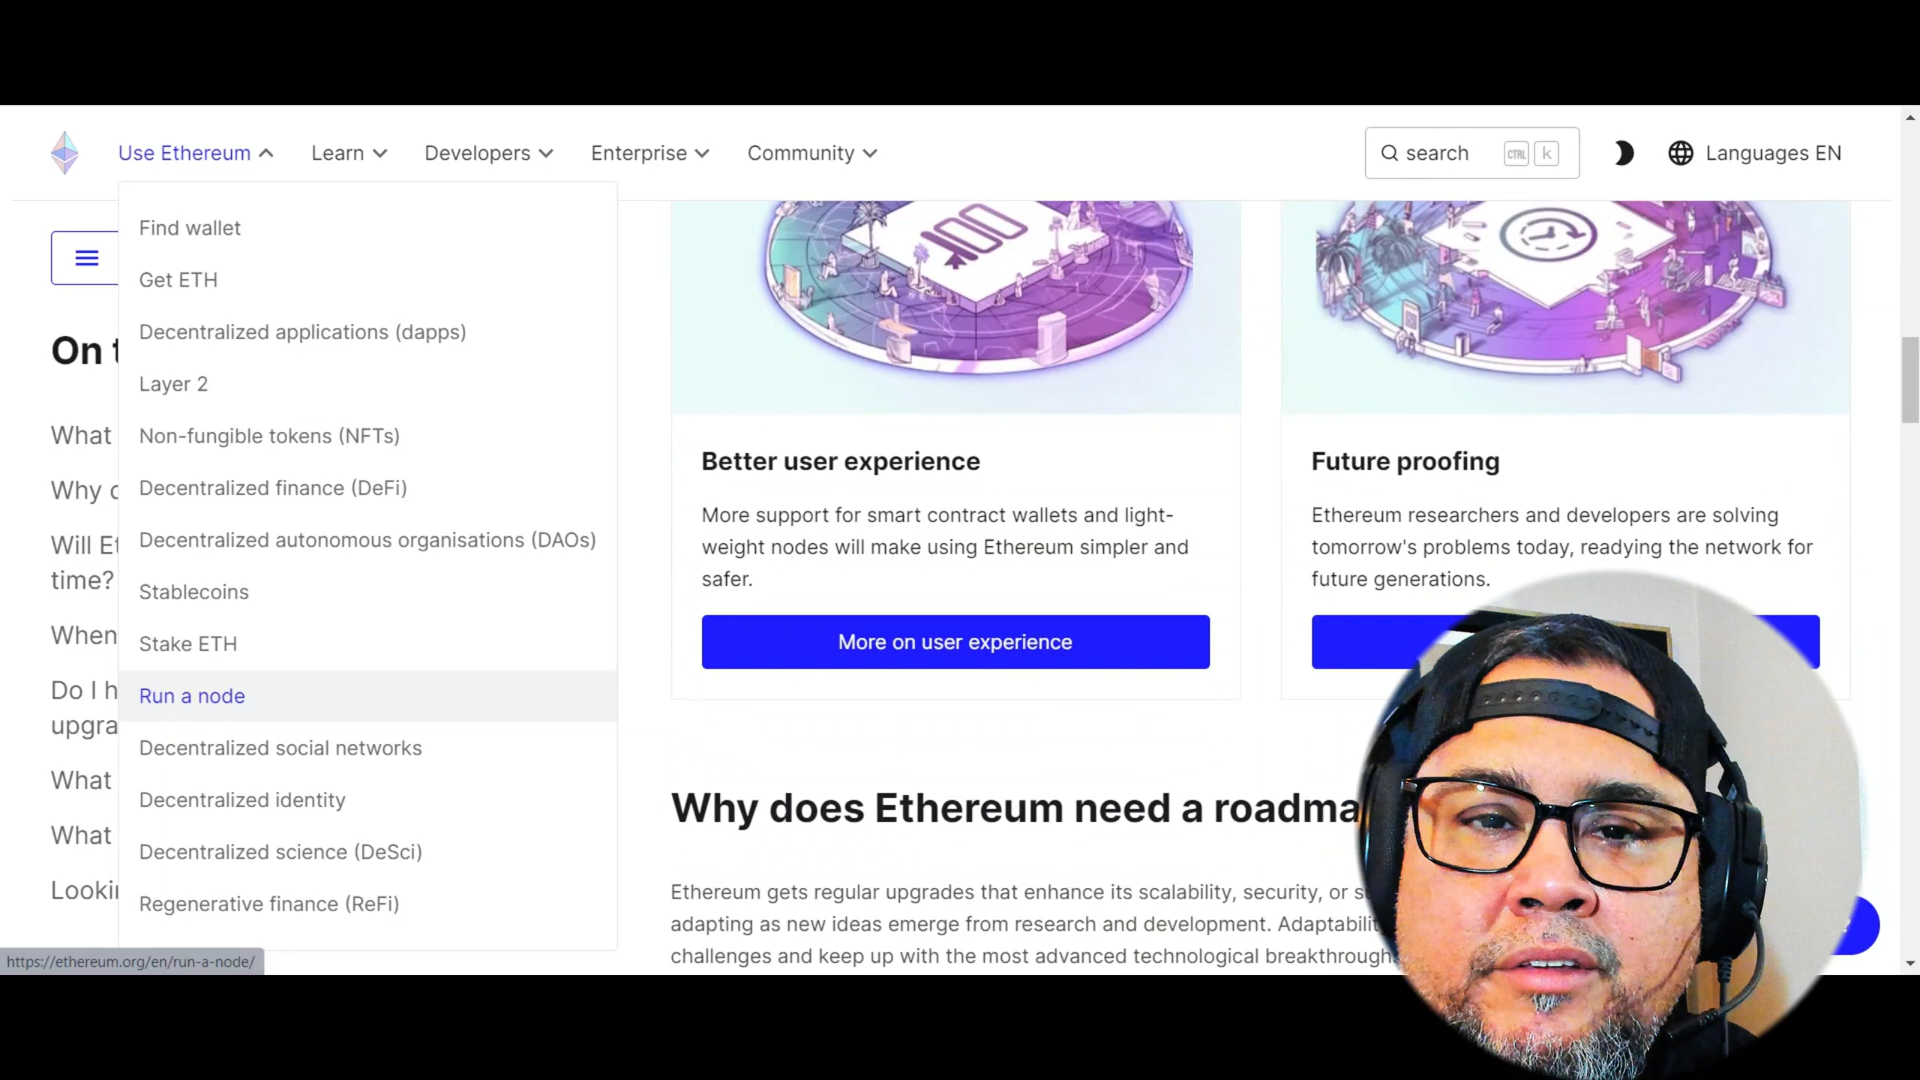 Use Ethereum
Learn
Developers
Enterprise
Community
search
CTRL
k
Languages EN
Find wallet
Get ETH
Decentralized applications (dapps)
Layer 2
Non-fungible tokens (NFTs)
Decentralized finance (DeFi)
Decentralized autonomous organisations (DAOs)
Stablecoins
Stake ETH
Run a node
Decentralized social networks
Decentralized identity
Decentralized science (DeSci)
Regenerative finance (ReFi)
On
What
Why
Will
time?
When
Do I
What
What
100
Better user experience
More support for smart contract wallets and light-
weight nodes will make using Ethereum simpler and
safer.
More on user experience
Future proofing
Ethereum researchers and developers are solving
tomorrow's problems today, readying the network for
future generations.
Why does Ethereum need a
Ethereum gets regular upgrades that enhance its scalability, security, or
adapting as new ideas emerge from research and development.
challenges and keep up with the most advanced technological
https://ethereum.org/en/run-a-node/